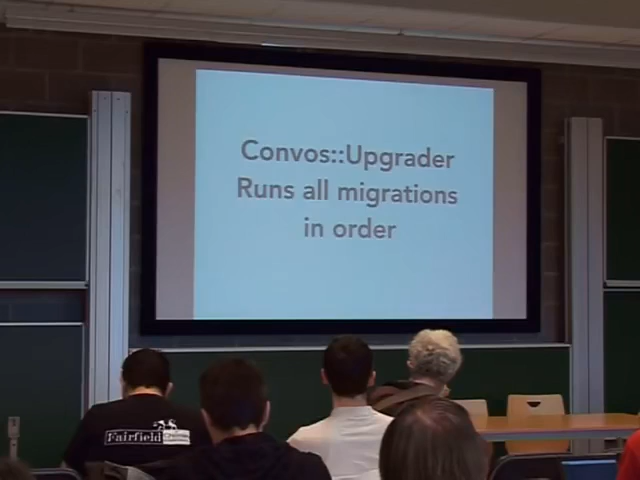 Convos::Upgrader
Runs all migrations
in order
Fairfield